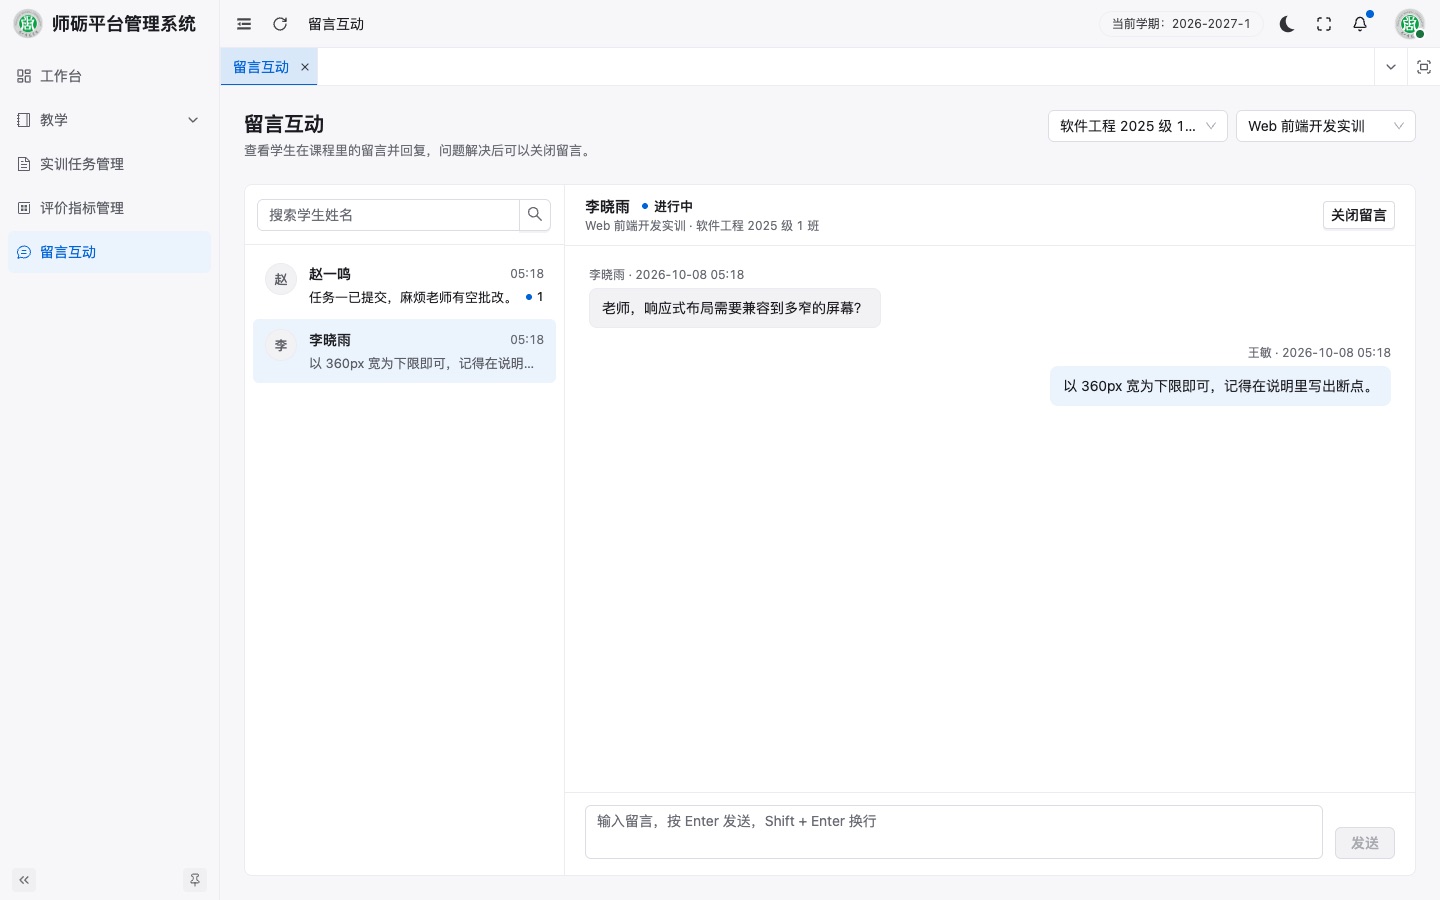 师砺平台管理系统
留言互动
当前学期：2026-2027-1
工作台
教学
实训任务管理
评价指标管理
留言互动
留言互动
留言互动
查看学生在课程里的留言并回复，问题解决后可以关闭留言。
软件工程 2025 级 1...
Web 前端开发实训
搜索学生姓名
赵
赵一鸣
05:18
任务一已提交，麻烦老师有空批改。
1
李
李晓雨
05:18
以 360px 宽为下限即可，记得在说明...
李晓雨
进行中
Web 前端开发实训 · 软件工程 2025 级 1 班
关闭留言
李晓雨 · 2026-10-08 05:18
老师，响应式布局需要兼容到多窄的屏幕？
王敏 · 2026-10-08 05:18
以 360px 宽为下限即可，记得在说明里写出断点。
输入留言，按 Enter 发送，Shift + Enter 换行
发送